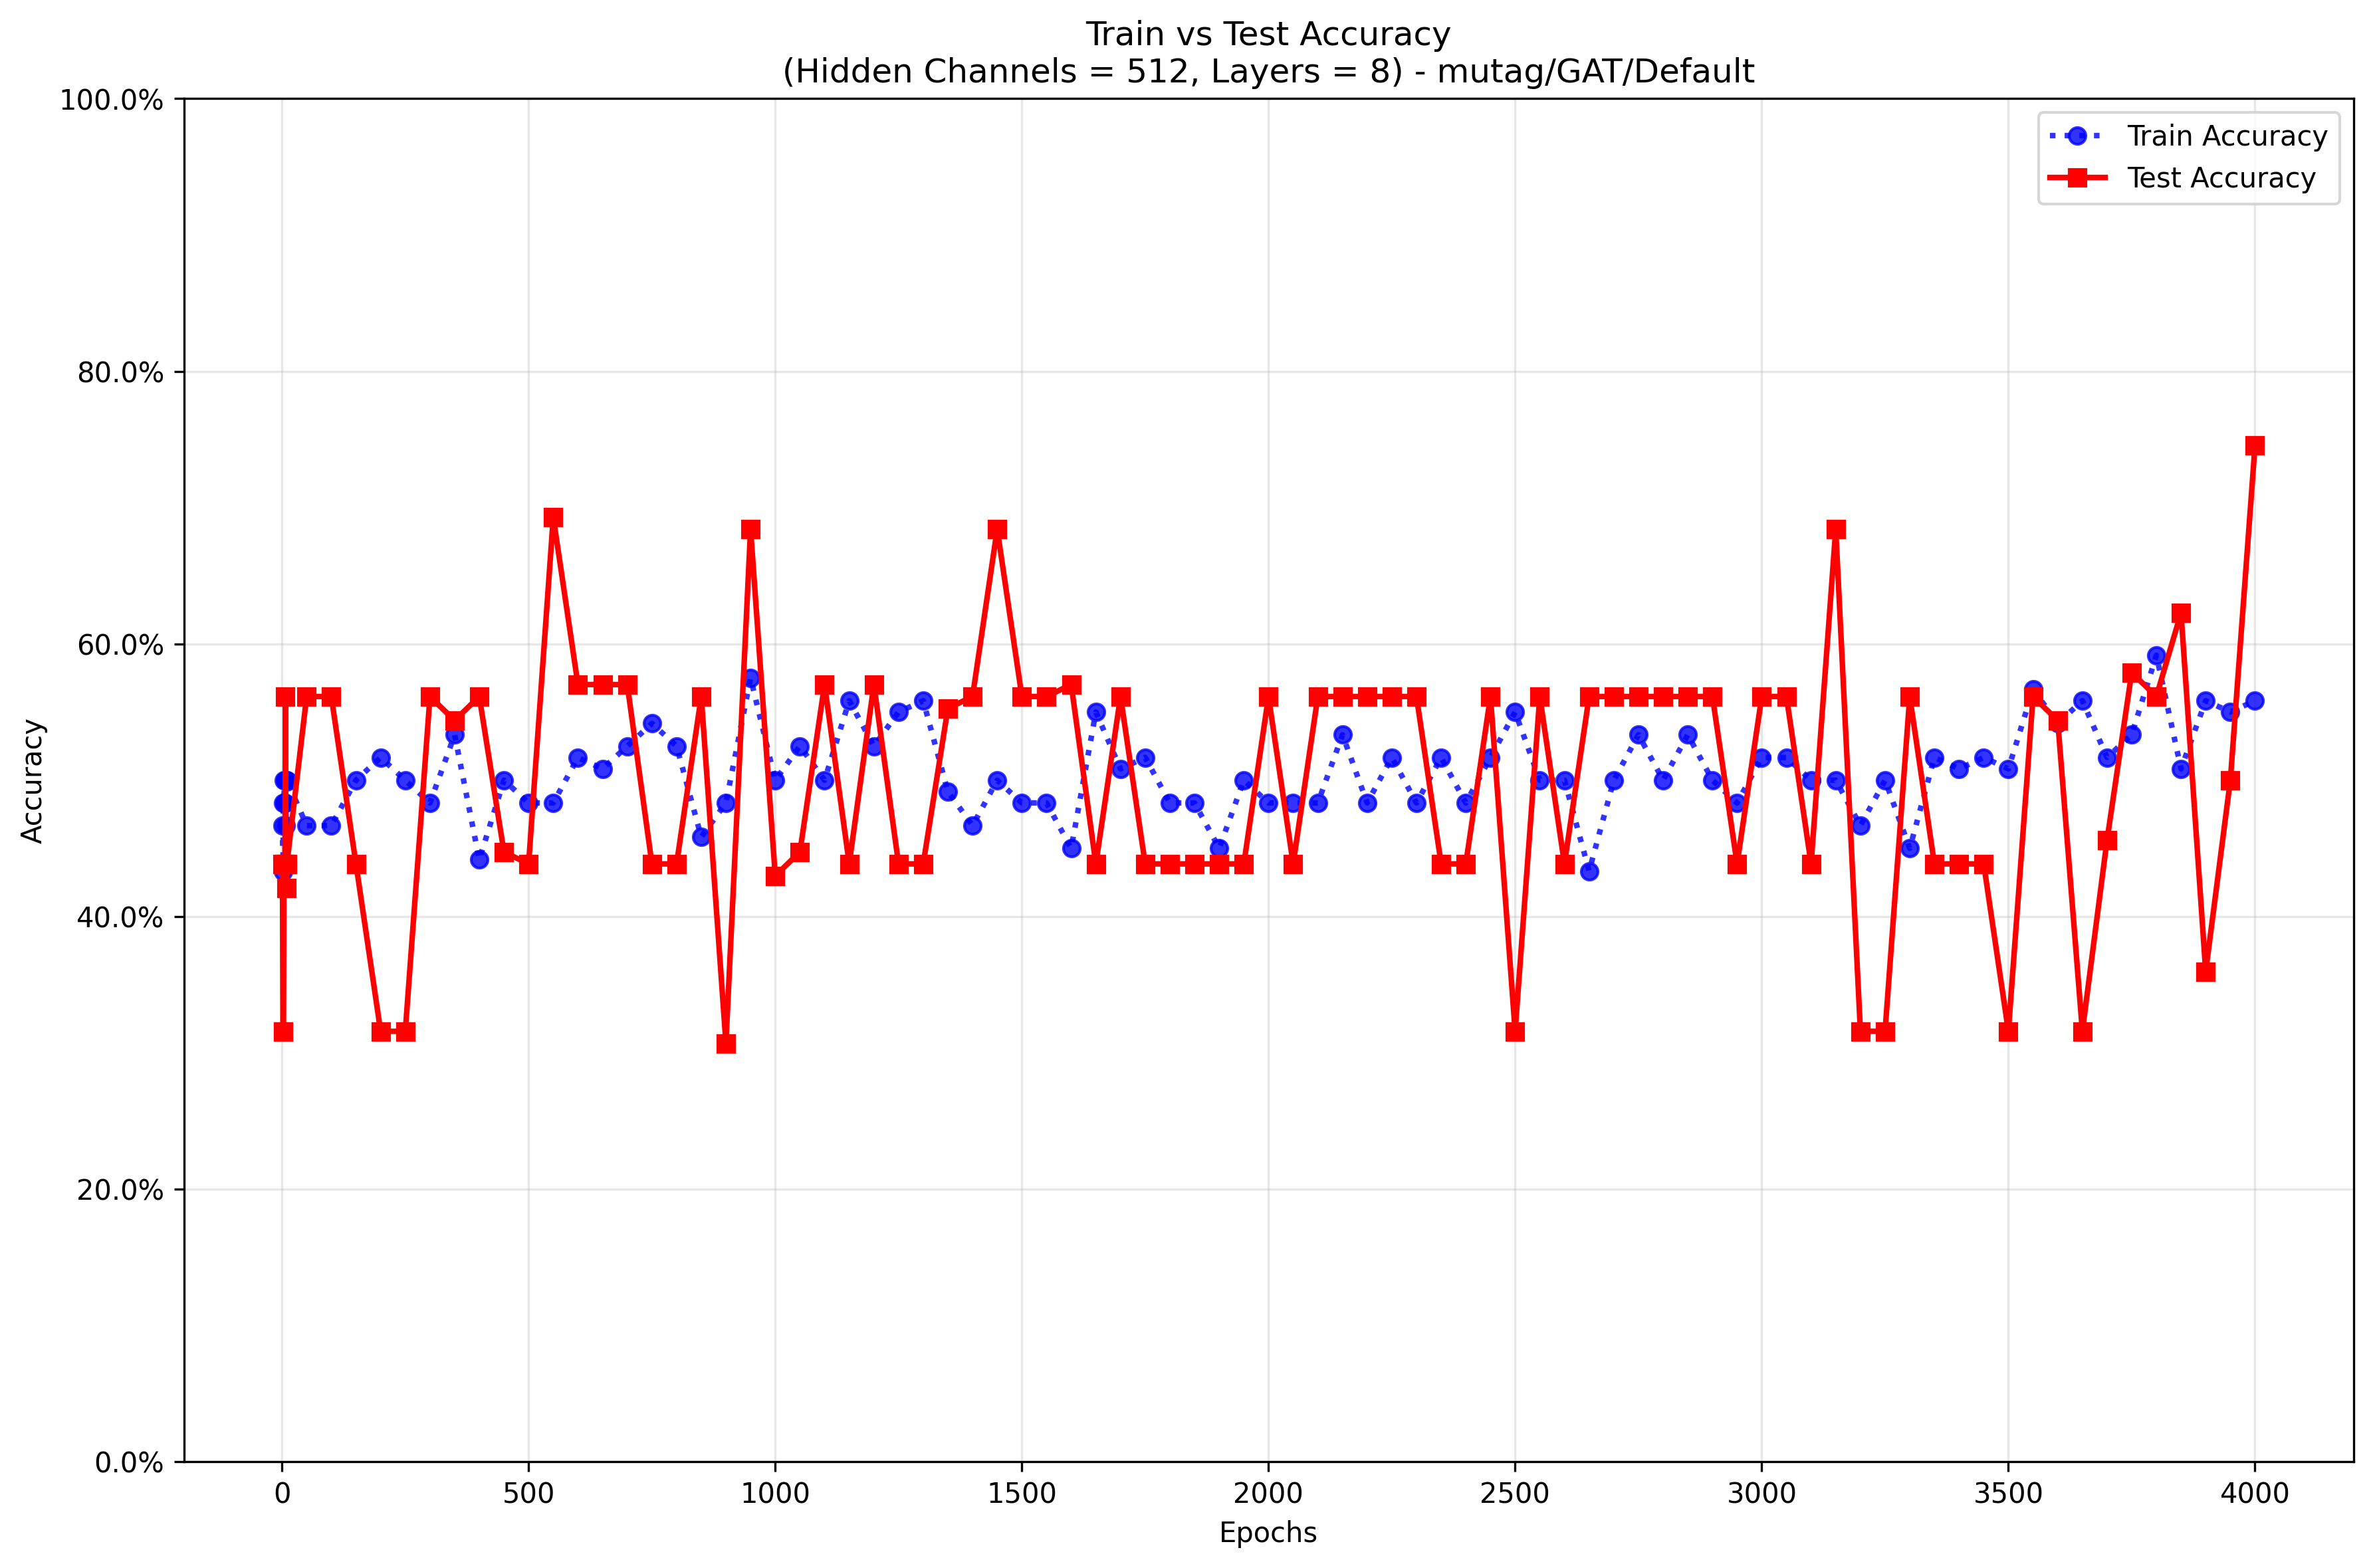 Train vs Test Accuracy
(Hidden Channels = 512, Layers = 8) - mutag/GAT/Default
100.0%
80.0%
60.0%
40.0%
20.0%
0.0%
Accuracy
Train Accuracy
Test Accuracy
0 500 1000 1500 2000 2500 3000 3500 4000
Epochs